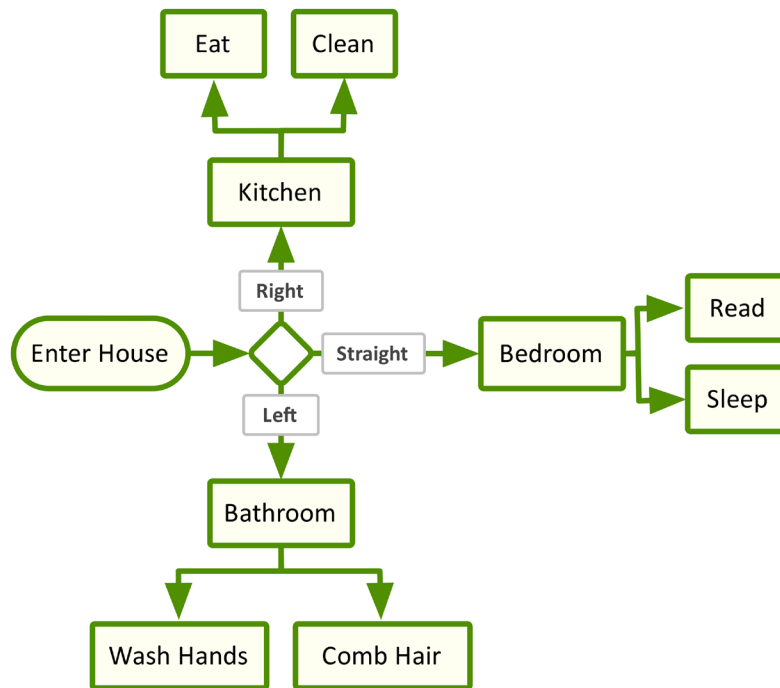 Eat
Clean
Kitchen
Right
Enter House
Straight
Bedroom
Read
Sleep
Left
Bathroom
Wash Hands
Comb Hair